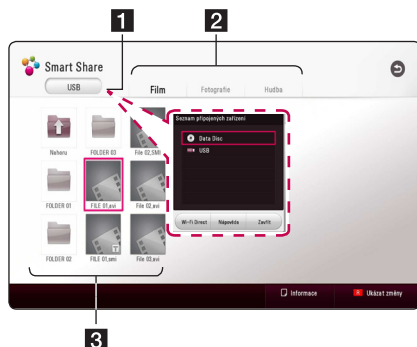 1
2
Smart Share
USB
Film
Fotografie
Hudba
Seznam připojených zařízení
Data Disc
USB
Wi-Fi Direct
Nápověda
Zavřít
Nahoru
FOLDER 03
File 02,SMI
FOLDER 01
FILE 01,avi
File 02,avi
FOLDER 02
FILE 01,smi
File 03,avi
Informace
R Ukázat změny
3